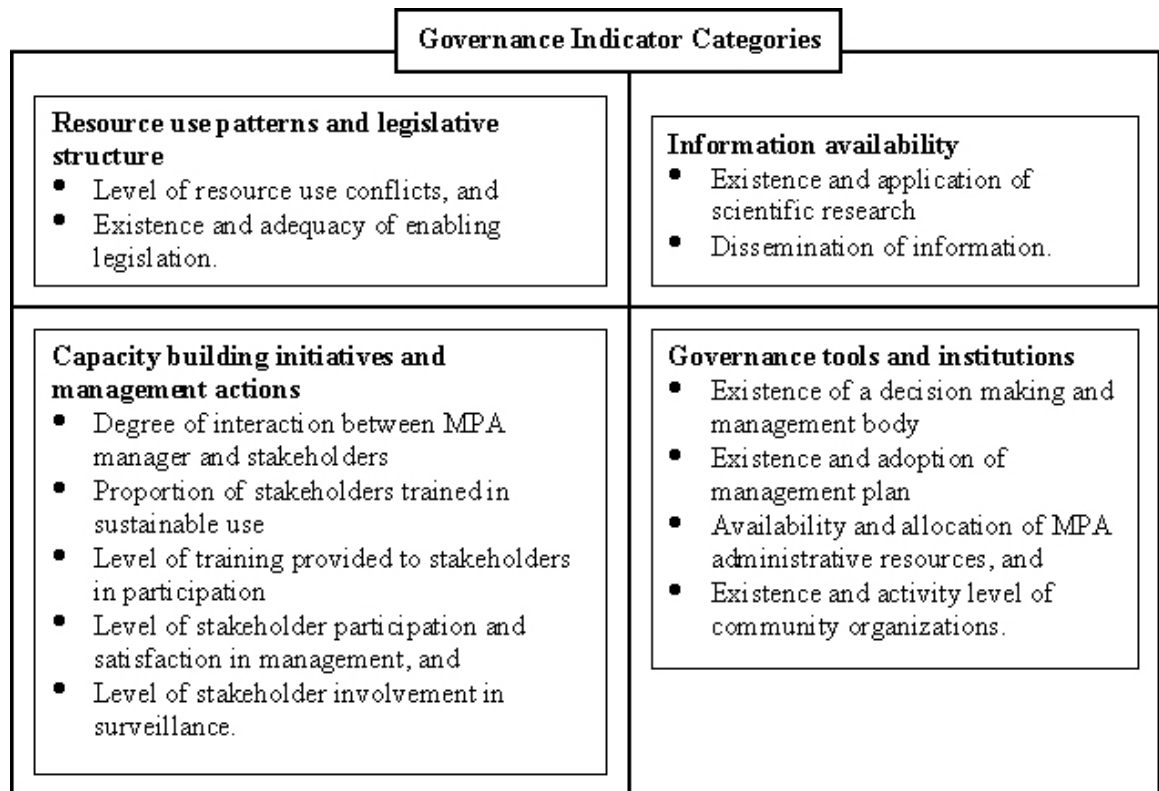 Governance Indicator Categories
Resource use patterns and legislative
structure
• Level of resource use conflicts, and
• Existence and adequacy of enabling
legislation.
Information availability
• Existence and application of
scientific research
• Dissemination of information.
Capacity building initiatives and
management actions
• Degree of interaction between MPA
manager and stakeholders
• Proportion of stakeholders trained in
sustainable use
• Level of training provided to stakeholders
in participation
• Level of stakeholder participation and
satisfaction in management, and
• Level of stakeholder involvement in
surveillance.
Governance tools and institutions
• Existence of a decision making and
management body
• Existence and adoption of
management plan
• Availability and allocation of MPA
administrative resources, and
• Existence and activity level of
community organizations.